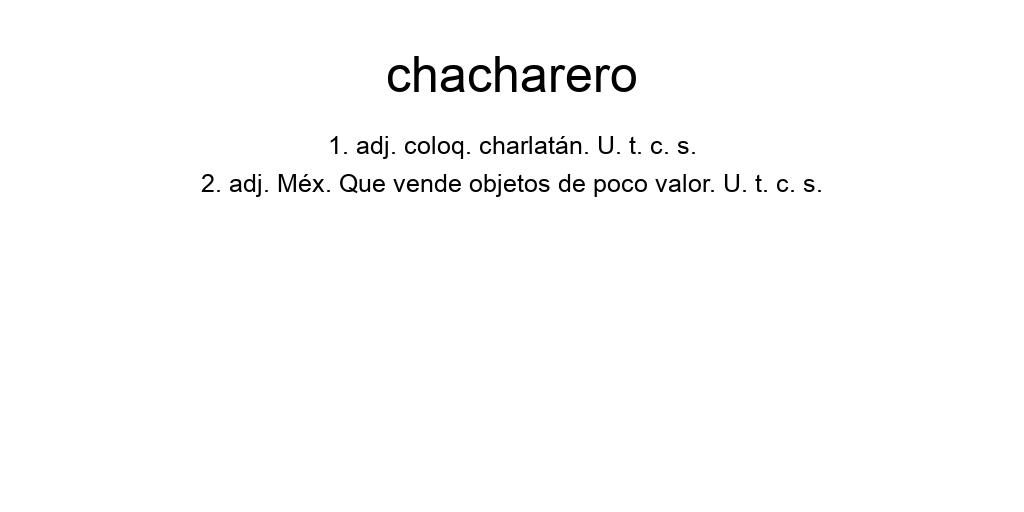 chacharero
1. adj. coloq. charlatán. U. t. c. s.
2. adj. Méx. Que vende objetos de poco valor. U. t. c. s.